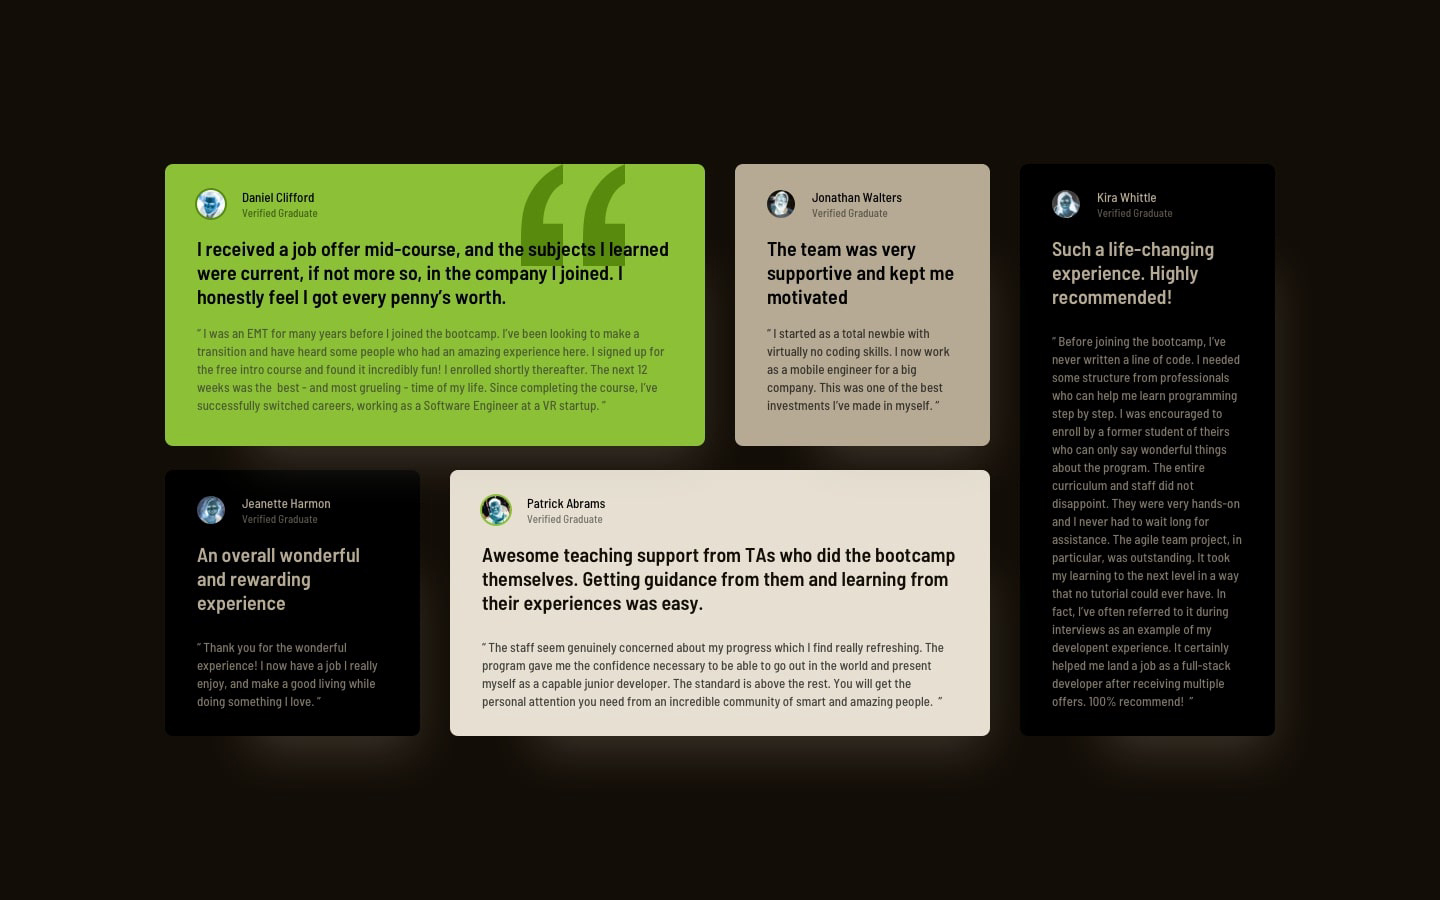 Daniel Clifford
Verified Graduate
I received a job offer mid-course, and the subjects I learned
were current, if not more so, in the company I joined. I
honestly feel I got every penny’s worth.
“ I was an EMT for many years before I joined the bootcamp. I’ve been looking to make a
transition and have heard some people who had an amazing experience here. I signed up for
the free intro course and found it incredibly fun! I enrolled shortly thereafter. The next 12
weeks was the best - and most grueling - time of my life. Since completing the course, I’ve
successfully switched careers, working as a Software Engineer at a VR startup. ”
Jonathan Walters
Verified Graduate
The team was very
supportive and kept me
motivated
“ I started as a total newbie with
virtually no coding skills. I now work
as a mobile engineer for a big
company. This was one of the best
investments I’ve made in myself. ”
Kira Whittle
Verified Graduate
Such a life-changing
experience. Highly
recommended!
“ Before joining the bootcamp, I’ve
never written a line of code. I needed
some structure from professionals
who can help me learn programming
step by step. I was encouraged to
enroll by a former student of theirs
who can only say wonderful things
about the program. The entire
curriculum and staff did not
disappoint. They were very hands-on
and I never had to wait long for
assistance. The agile team project, in
particular, was outstanding. It took
my learning to the next level in a way
that no tutorial could ever have. In
fact, I’ve often referred to it during
interviews as an example of my
developent experience. It certainly
helped me land a job as a full-stack
developer after receiving multiple
offers. 100% recommend! ”
Jeanette Harmon
Verified Graduate
An overall wonderful
and rewarding
experience
“ Thank you for the wonderful
experience! I now have a job I really
enjoy, and make a good living while
doing something I love. ”
Patrick Abrams
Verified Graduate
Awesome teaching support from TAs who did the bootcamp
themselves. Getting guidance from them and learning from
their experiences was easy.
“ The staff seem genuinely concerned about my progress which I find really refreshing. The
program gave me the confidence necessary to be able to go out in the world and present
myself as a capable junior developer. The standard is above the rest. You will get the
personal attention you need from an incredible community of smart and amazing people. ”